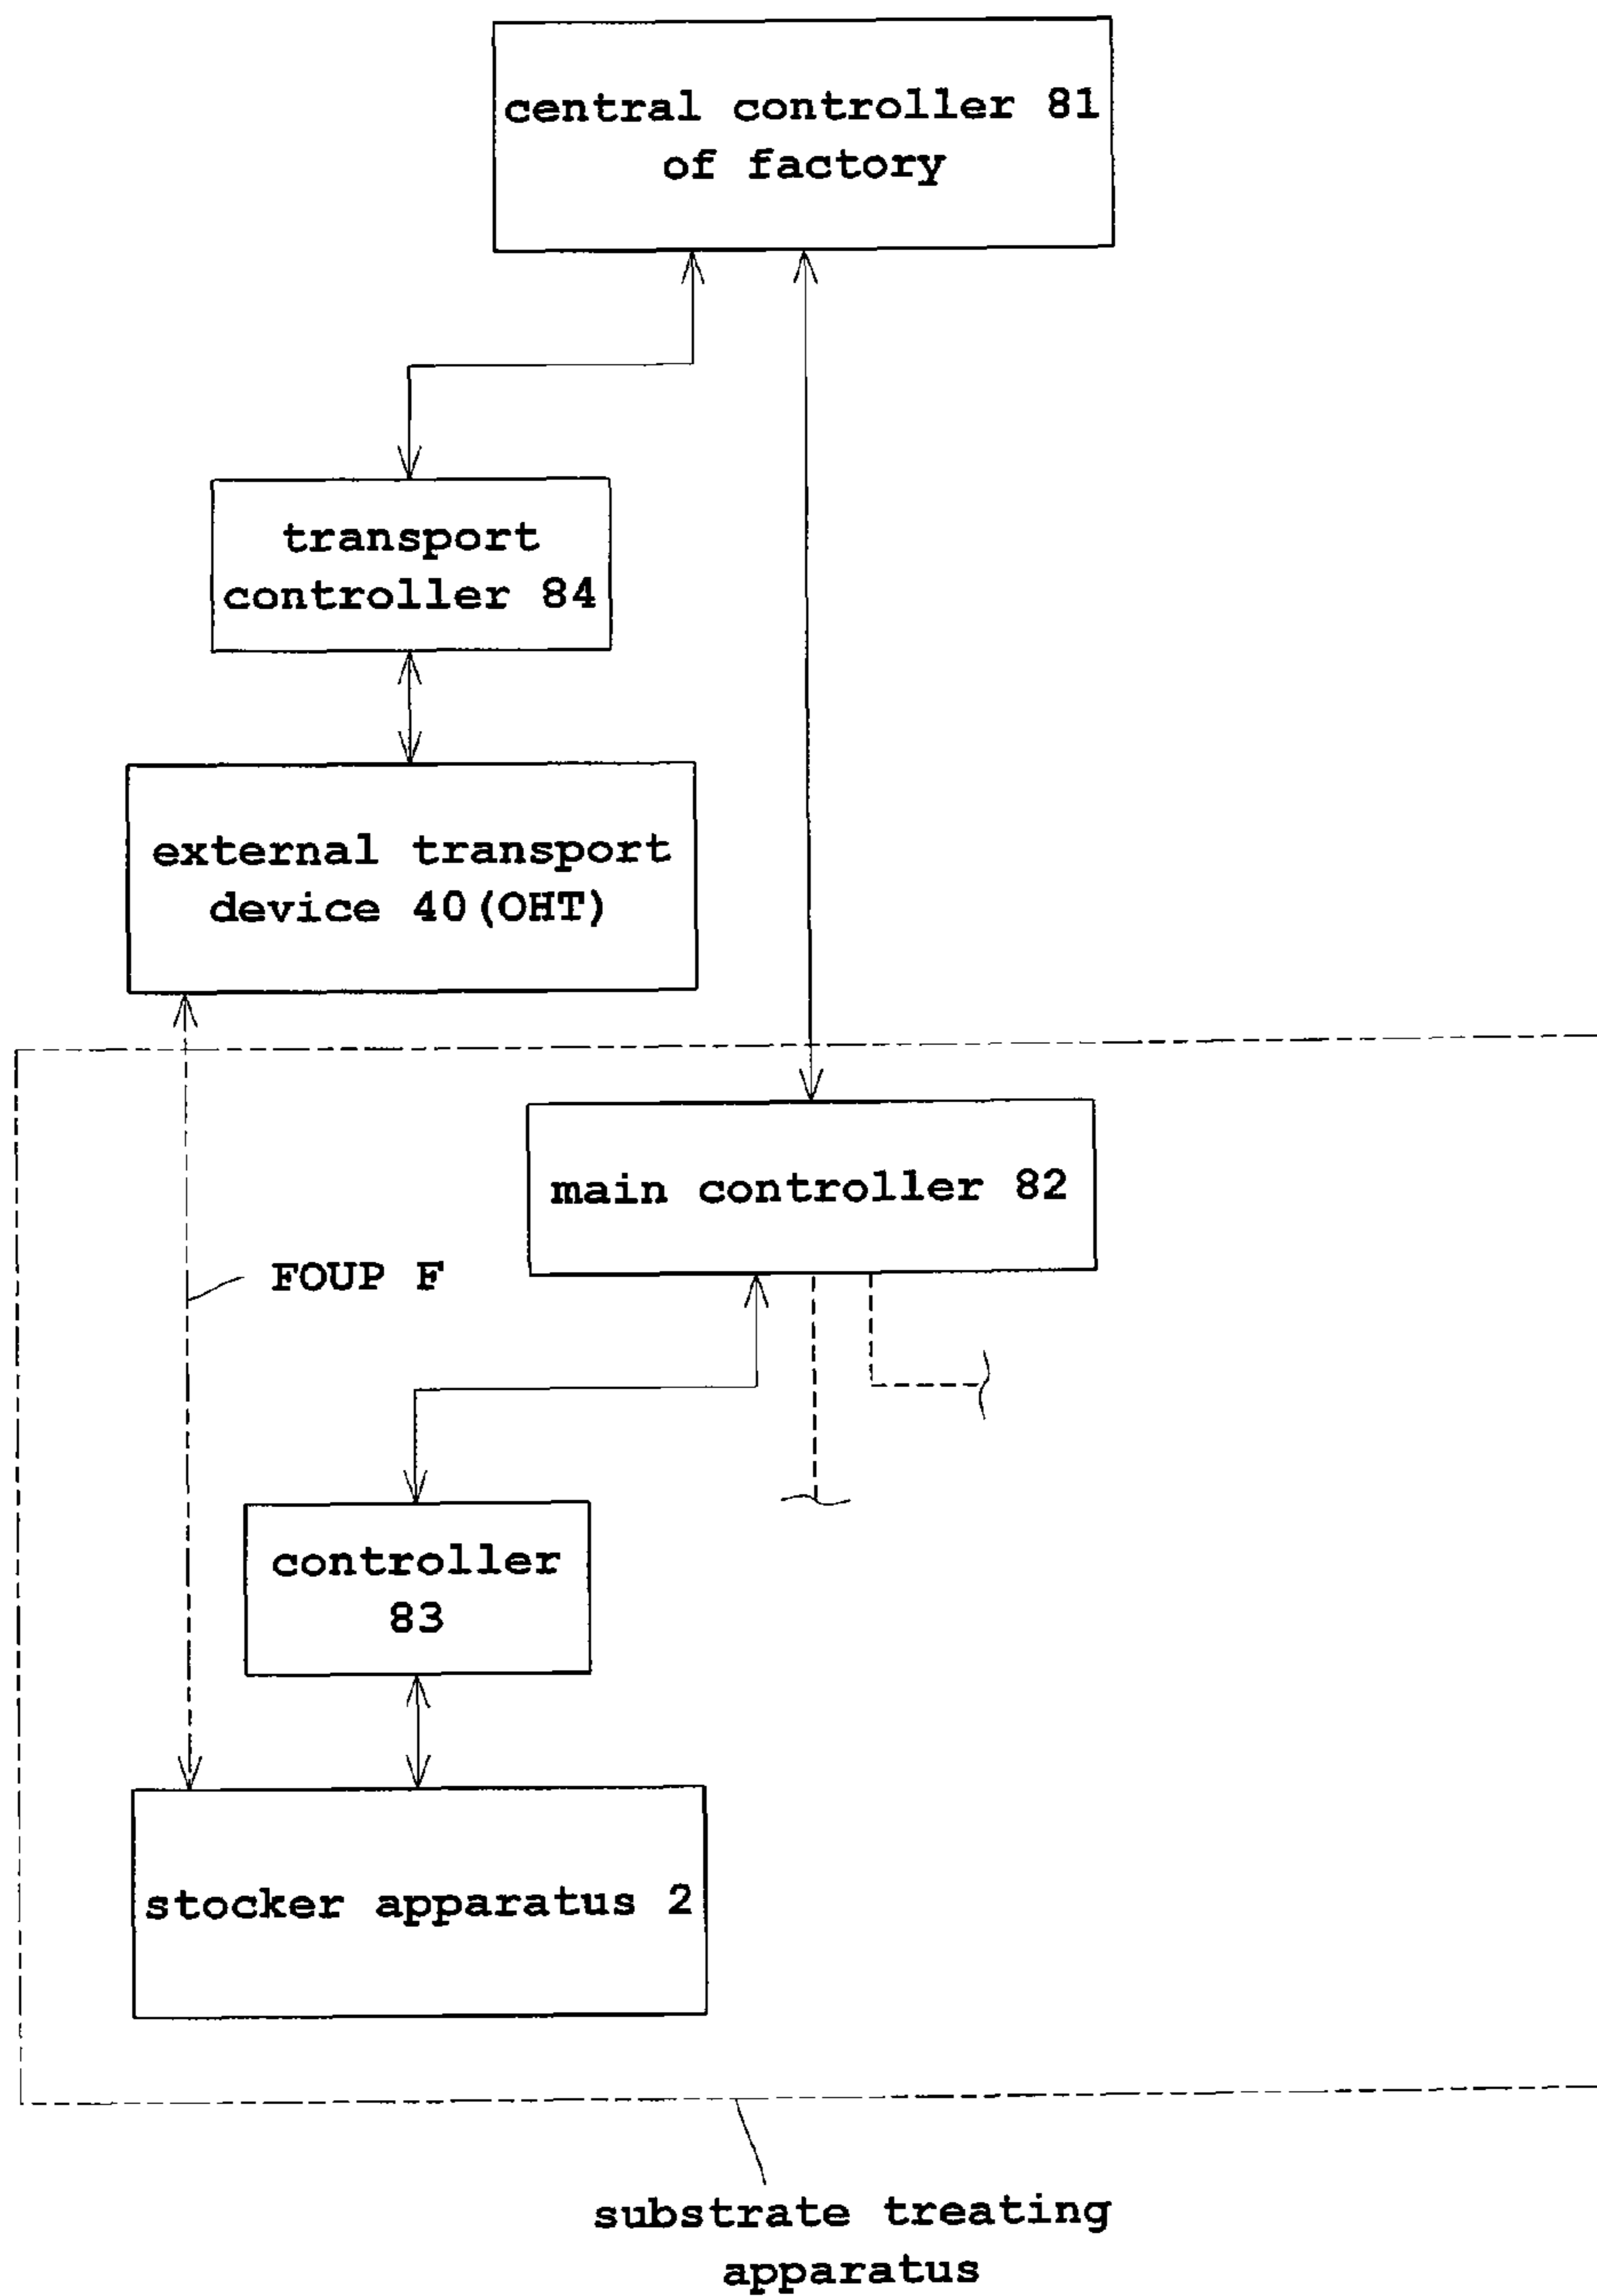 central controller 81
of factory
transport
controller 84
external transport
device 40(OHT)
main controller 82
FOUP F
controller
83
stocker apparatus 2
substrate treating
apparatus